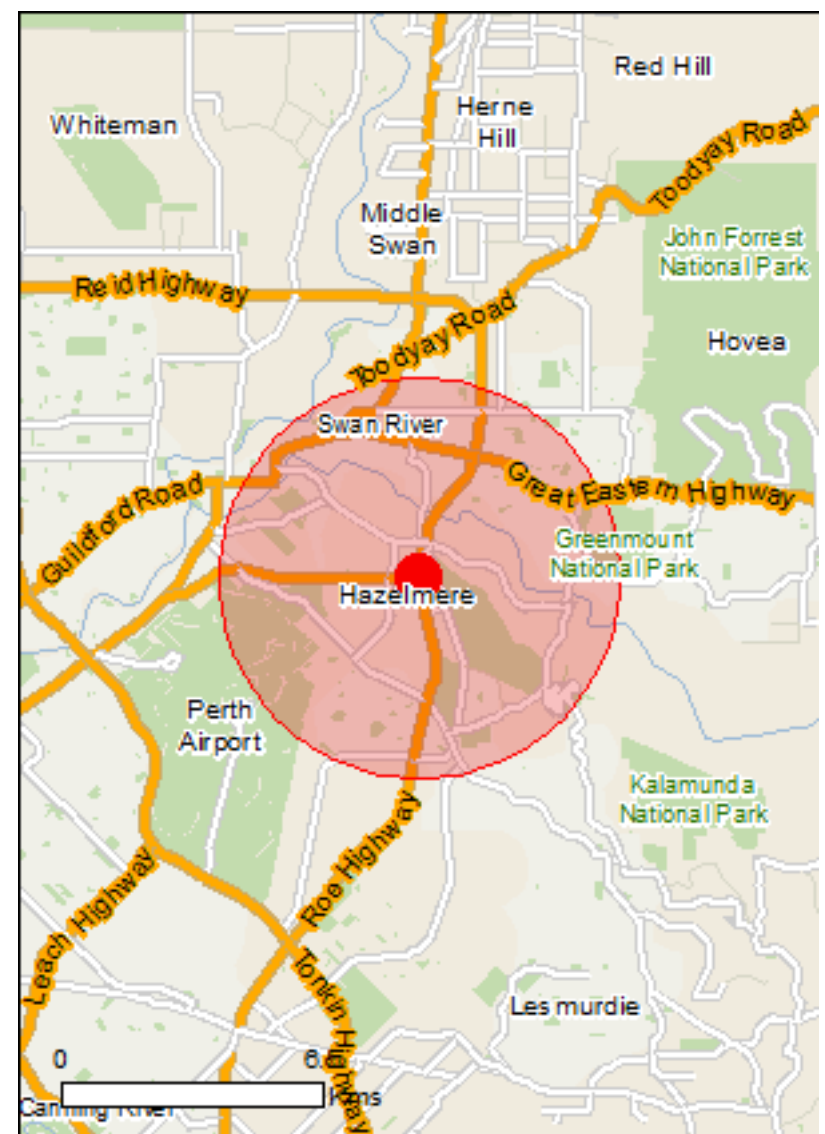 Red Hill
Herne
Hill
Whiteman
Toodyay Road
Middle
Swan
John Forrest
National Park
Reid Highway
Toodyay Road
Hovea
Swan River
Great Eastern Highway
Guildford Road
Greenmount
National Park
Hazelmere
Perth
Airport
Kalamunda
National Park
Roe Highway
Leach Highway
Tonkin Highway
Lesmurdie
0
Kms
Canning River